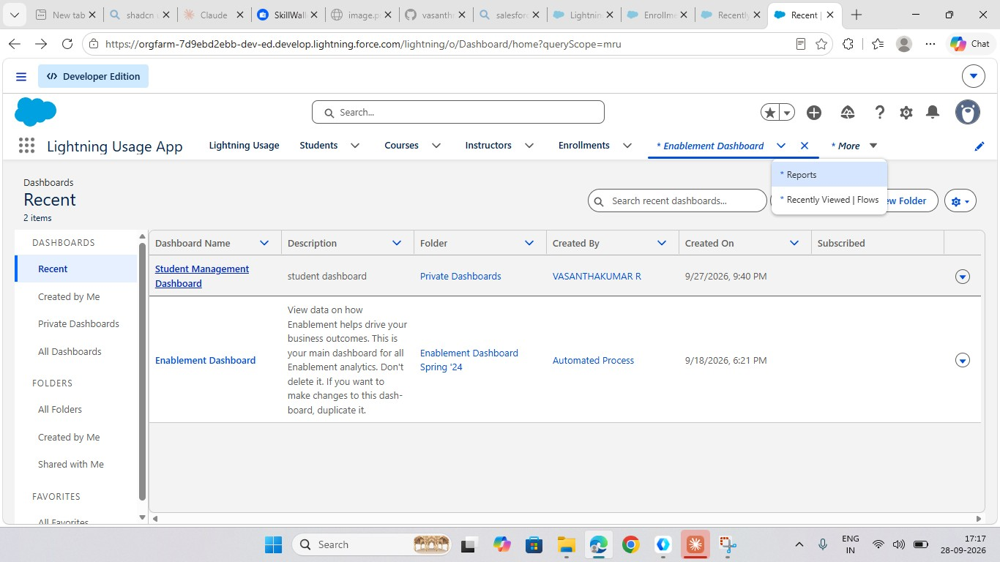 New tab
shadcn u
Claude
SkillWal
image.p
vasanth
salesforc
Lightnin
Enrollme
Recently
Recent |
https://orgfarm-7d9ebd2ebb-dev-ed.develop.lightning.force.com/lightning/o/Dashboard/home?queryScope=mru
Chat
</> Developer Edition
Search...
Lightning Usage App
Lightning Usage
Students
Courses
Instructors
Enrollments
* Enablement Dashboard
* More
* Reports
* Recently Viewed | Flows
Dashboards
Recent
2 items
Search recent dashboards...
ew Folder
DASHBOARDS
Recent
Created by Me
Private Dashboards
All Dashboards
FOLDERS
All Folders
Created by Me
Shared with Me
FAVORITES
All Favorites
Dashboard Name
Description
Folder
Created By
Created On
Subscribed
Student Management
Dashboard
student dashboard
Private Dashboards
VASANTHAKUMAR R
9/27/2026, 9:40 PM
Enablement Dashboard
View data on how
Enablement helps drive your
business outcomes. This is
your main dashboard for all
Enablement analytics. Don't
delete it. If you want to
make changes to this dash-
board, duplicate it.
Enablement Dashboard
Spring '24
Automated Process
9/18/2026, 6:21 PM
Search
ENG
IN
17:17
28-09-2026